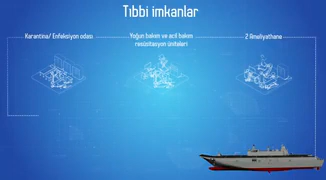 Tıbbi imkanlar
Karantina/ Enfeksiyon odası
Yoğun bakım ve acil bakım
resüsitasyon üniteleri
2 Ameliyathane